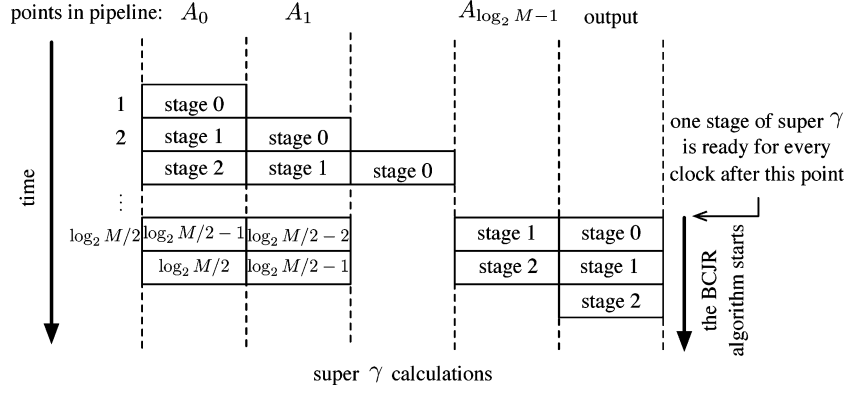 points in pipeline: A_0 A_1 A_{log_2 M−1} output
1 stage 0
2 stage 1 stage 0
stage 2 stage 1 stage 0
one stage of super γ
is ready for every
clock after this point
time
⋮
log_2 M/2 log_2 M/2 − 1 log_2 M/2 − 2 stage 1 stage 0
log_2 M/2 log_2 M/2 − 1 stage 2 stage 1
stage 2
the BCJR
algorithm starts
super γ calculations